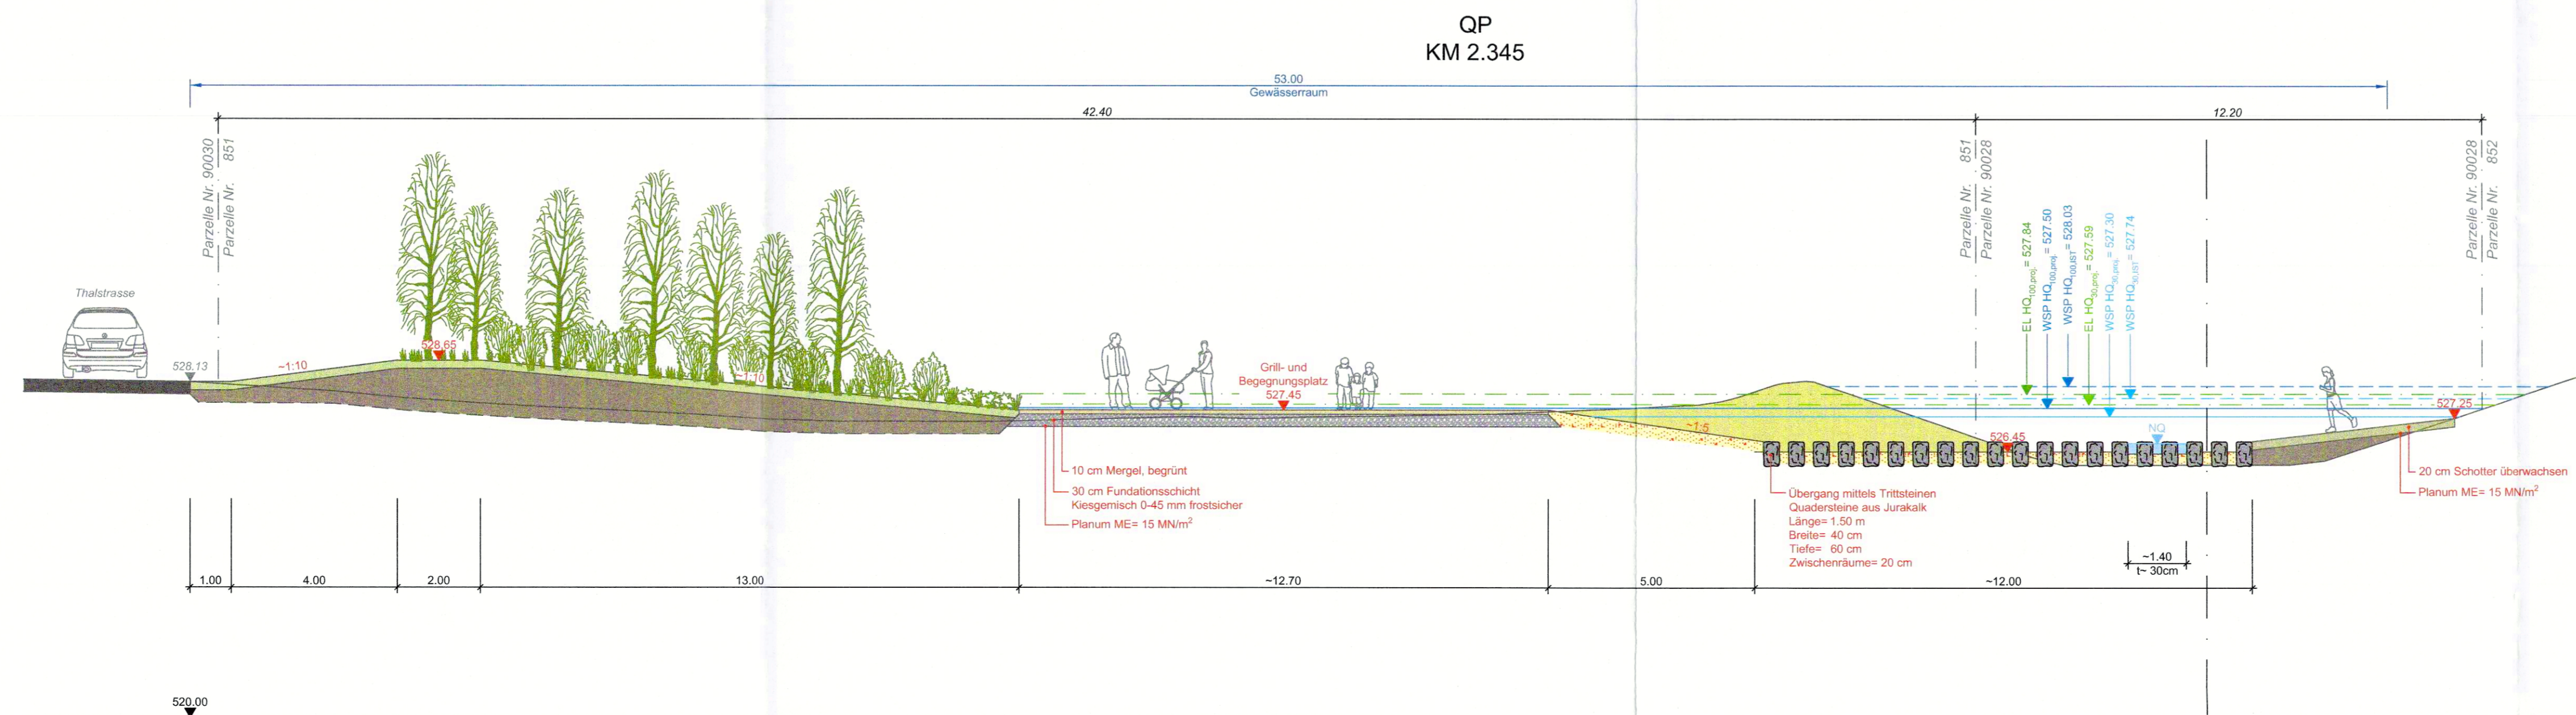 QP
KM 2.345
53.00
Gewässerraum
42.40
12.20
Parzelle Nr. 90030
Parzelle Nr. 851
Parzelle Nr. 851
Parzelle Nr. 90028
Parzelle Nr. 90028
Parzelle Nr. 852
EL HQ100,proj. = 527.84
WSP HQ100,proj. = 527.50
WSP HQ100,IST = 528.03
EL HQ30,proj. = 527.59
WSP HQ30,proj. = 527.30
WSP HQ30,IST = 527.74
Thalstrasse
528.13
~1:10
528.65
~1:10
Grill- und
Begegnungsplatz
527.45
~1:5
526.45
NQ
527.25
10 cm Mergel, begrünt
30 cm Fundationsschicht
Kiesgemisch 0-45 mm frostsicher
Planum ME= 15 MN/m²
Übergang mittels Trittsteinen
Quadersteine aus Jurakalk
Länge= 1.50 m
Breite= 40 cm
Tiefe= 60 cm
Zwischenräume= 20 cm
20 cm Schotter überwachsen
Planum ME= 15 MN/m²
~1.40
t~ 30cm
1.00
4.00
2.00
13.00
~12.70
5.00
~12.00
520.00